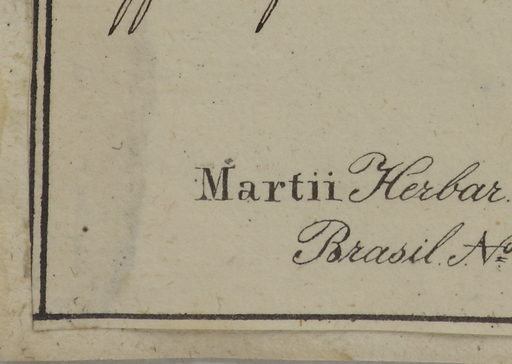 Martii Herbar.
Brasil. Nº